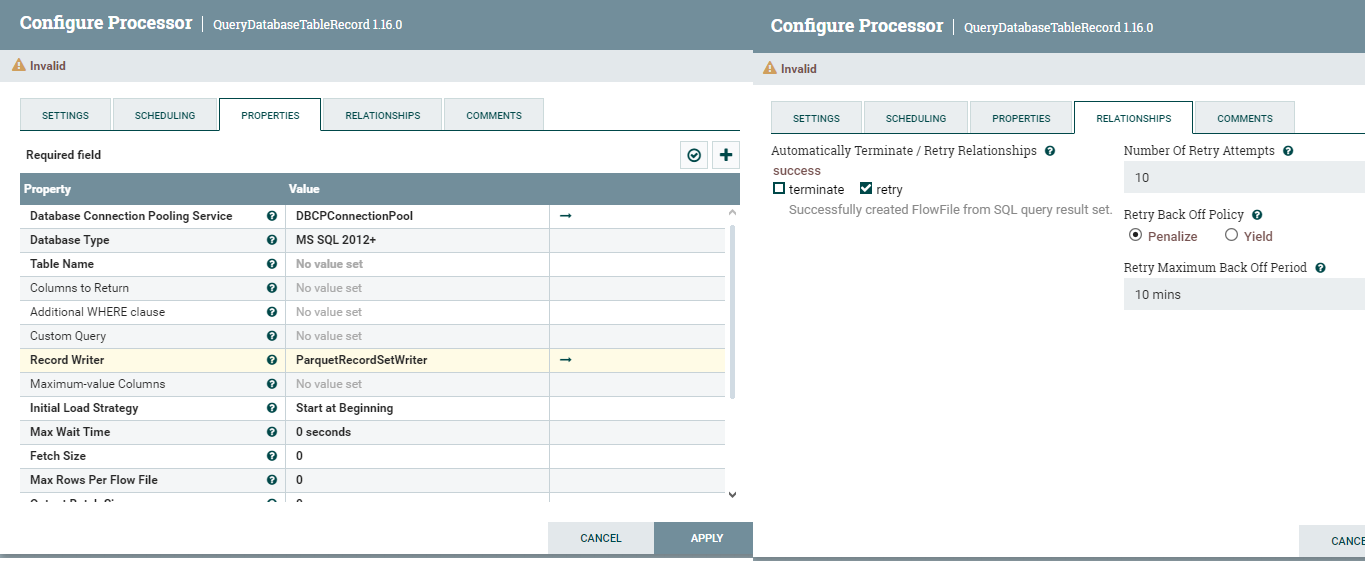 Configure Processor | QueryDatabaseTableRecord 1.16.0
Invalid
SETTINGS SCHEDULING PROPERTIES RELATIONSHIPS COMMENTS
Required field
Property Value
Database Connection Pooling Service DBCPConnectionPool
Database Type MS SQL 2012+
Table Name No value set
Columns to Return No value set
Additional WHERE clause No value set
Custom Query No value set
Record Writer ParquetRecordSetWriter
Maximum-value Columns No value set
Initial Load Strategy Start at Beginning
Max Wait Time 0 seconds
Fetch Size 0
Max Rows Per Flow File 0
CANCEL APPLY
Configure Processor | QueryDatabaseTableRecord 1.16.0
Invalid
SETTINGS SCHEDULING PROPERTIES RELATIONSHIPS COMMENTS
Automatically Terminate / Retry Relationships
success
terminate retry
Successfully created FlowFile from SQL query result set.
Number Of Retry Attempts
10
Retry Back Off Policy
Penalize Yield
Retry Maximum Back Off Period
10 mins
CANCE